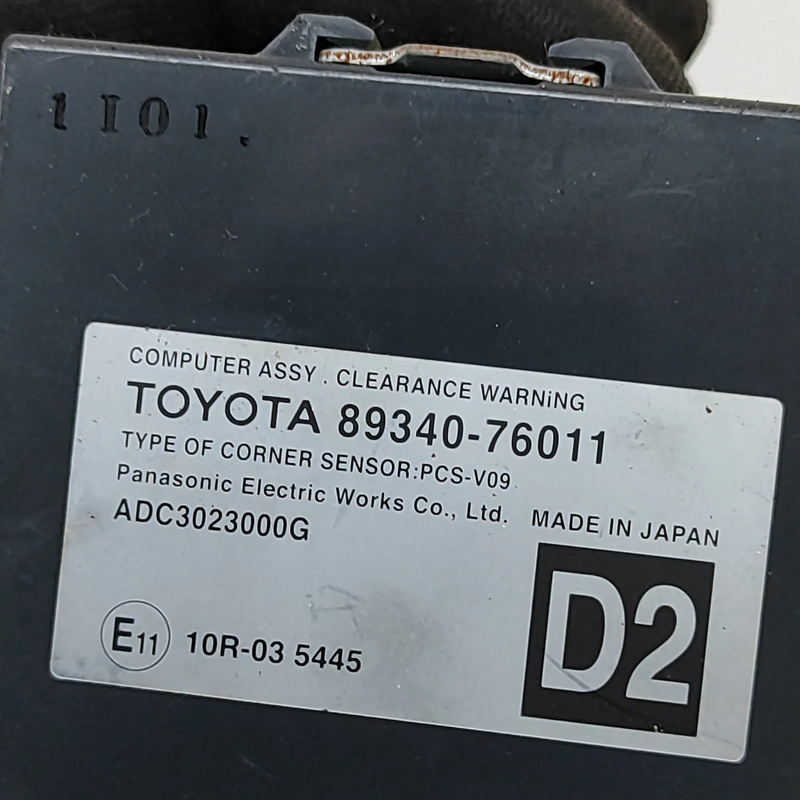 1I01.
COMPUTER ASSY . CLEARANCE WARNiNG
TOYOTA 89340-76011
TYPE OF CORNER SENSOR:PCS-V09
Panasonic Electric Works Co., Ltd. MADE IN JAPAN
ADC3023000G
D2
E11 10R-03 5445